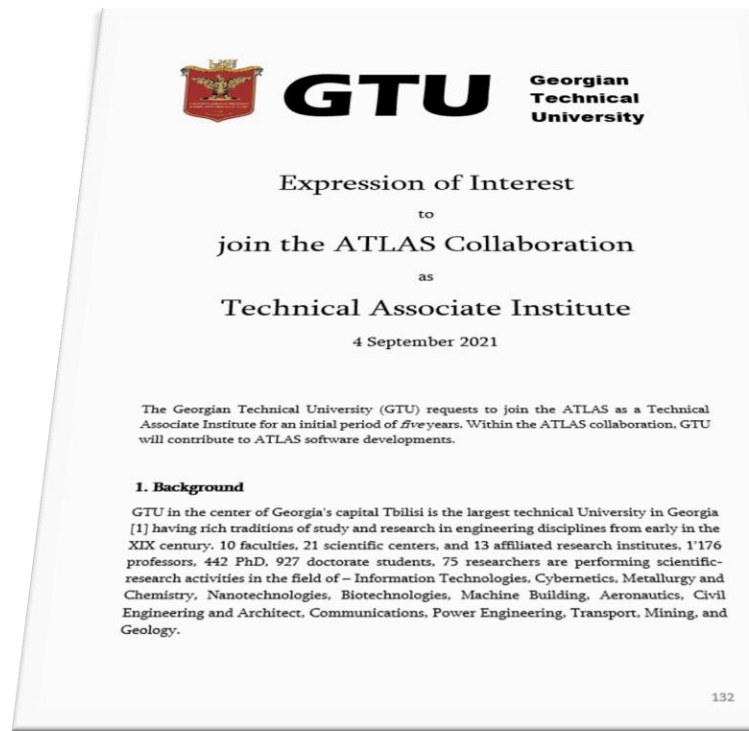 GTU
Georgian
Technical
University
Expression of Interest
to
join the ATLAS Collaboration
as
Technical Associate Institute
4 September 2021
The Georgian Technical University (GTU) requests to join the ATLAS as a Technical
Associate Institute for an initial period of five years. Within the ATLAS collaboration, GTU
will contribute to ATLAS software developments.
1. Background
GTU in the center of Georgia's capital Tbilisi is the largest technical University in Georgia
[1] having rich traditions of study and research in engineering disciplines from early in the
XIX century. 10 faculties, 21 scientific centers, and 13 affiliated research institutes, 1'176
professors, 442 PhD, 927 doctorate students, 75 researchers are performing scientific-
research activities in the field of – Information Technologies, Cybernetics, Metallurgy and
Chemistry, Nanotechnologies, Biotechnologies, Machine Building, Aeronautics, Civil
Engineering and Architect, Communications, Power Engineering, Transport, Mining, and
Geology.
132